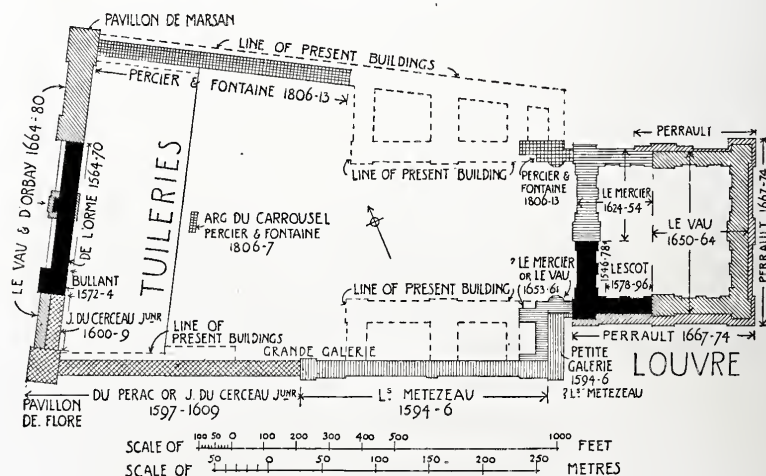 PAVILLON DE MARSAN
LINE OF PRESENT BUILDINGS
PERCIER & FONTAINE 1806-13
LE VAU & D'ORBAY 1664-80
DE L'ORME 1564-70
TUILERIES
ARG DU CARROUSEL
PERCIER & FONTAINE
1806-7
LINE OF PRESENT BUILDING
PERCIER &
FONTAINE
1806-13
PERRAULT
LE MERCIER
1624-54
LE VAU
1650-64
PERRAULT 1667-74
1546-78
LESCOT
1578-96
BULLANT
1572-4
J. DU CERCEAU JUNR
1600-9
LINE OF
PRESENT BUILDINGS
LINE OF PRESENT BUILDING
? LE MERCIER
OR LE VAU
1653-61
GRANDE GALERIE
PETITE
GALERIE
1594-6
? LS METEZEAU
PERRAULT 1667-74
LOUVRE
PAVILLON
DE. FLORE
DU PERAC OR J. DU CERCEAU JUNR
1597-1609
LS METEZEAU
1594-6
SCALE OF 100 50 0 100 200 300 400 500 1000 FEET
SCALE OF 50 0 50 100 150 200 250 METRES